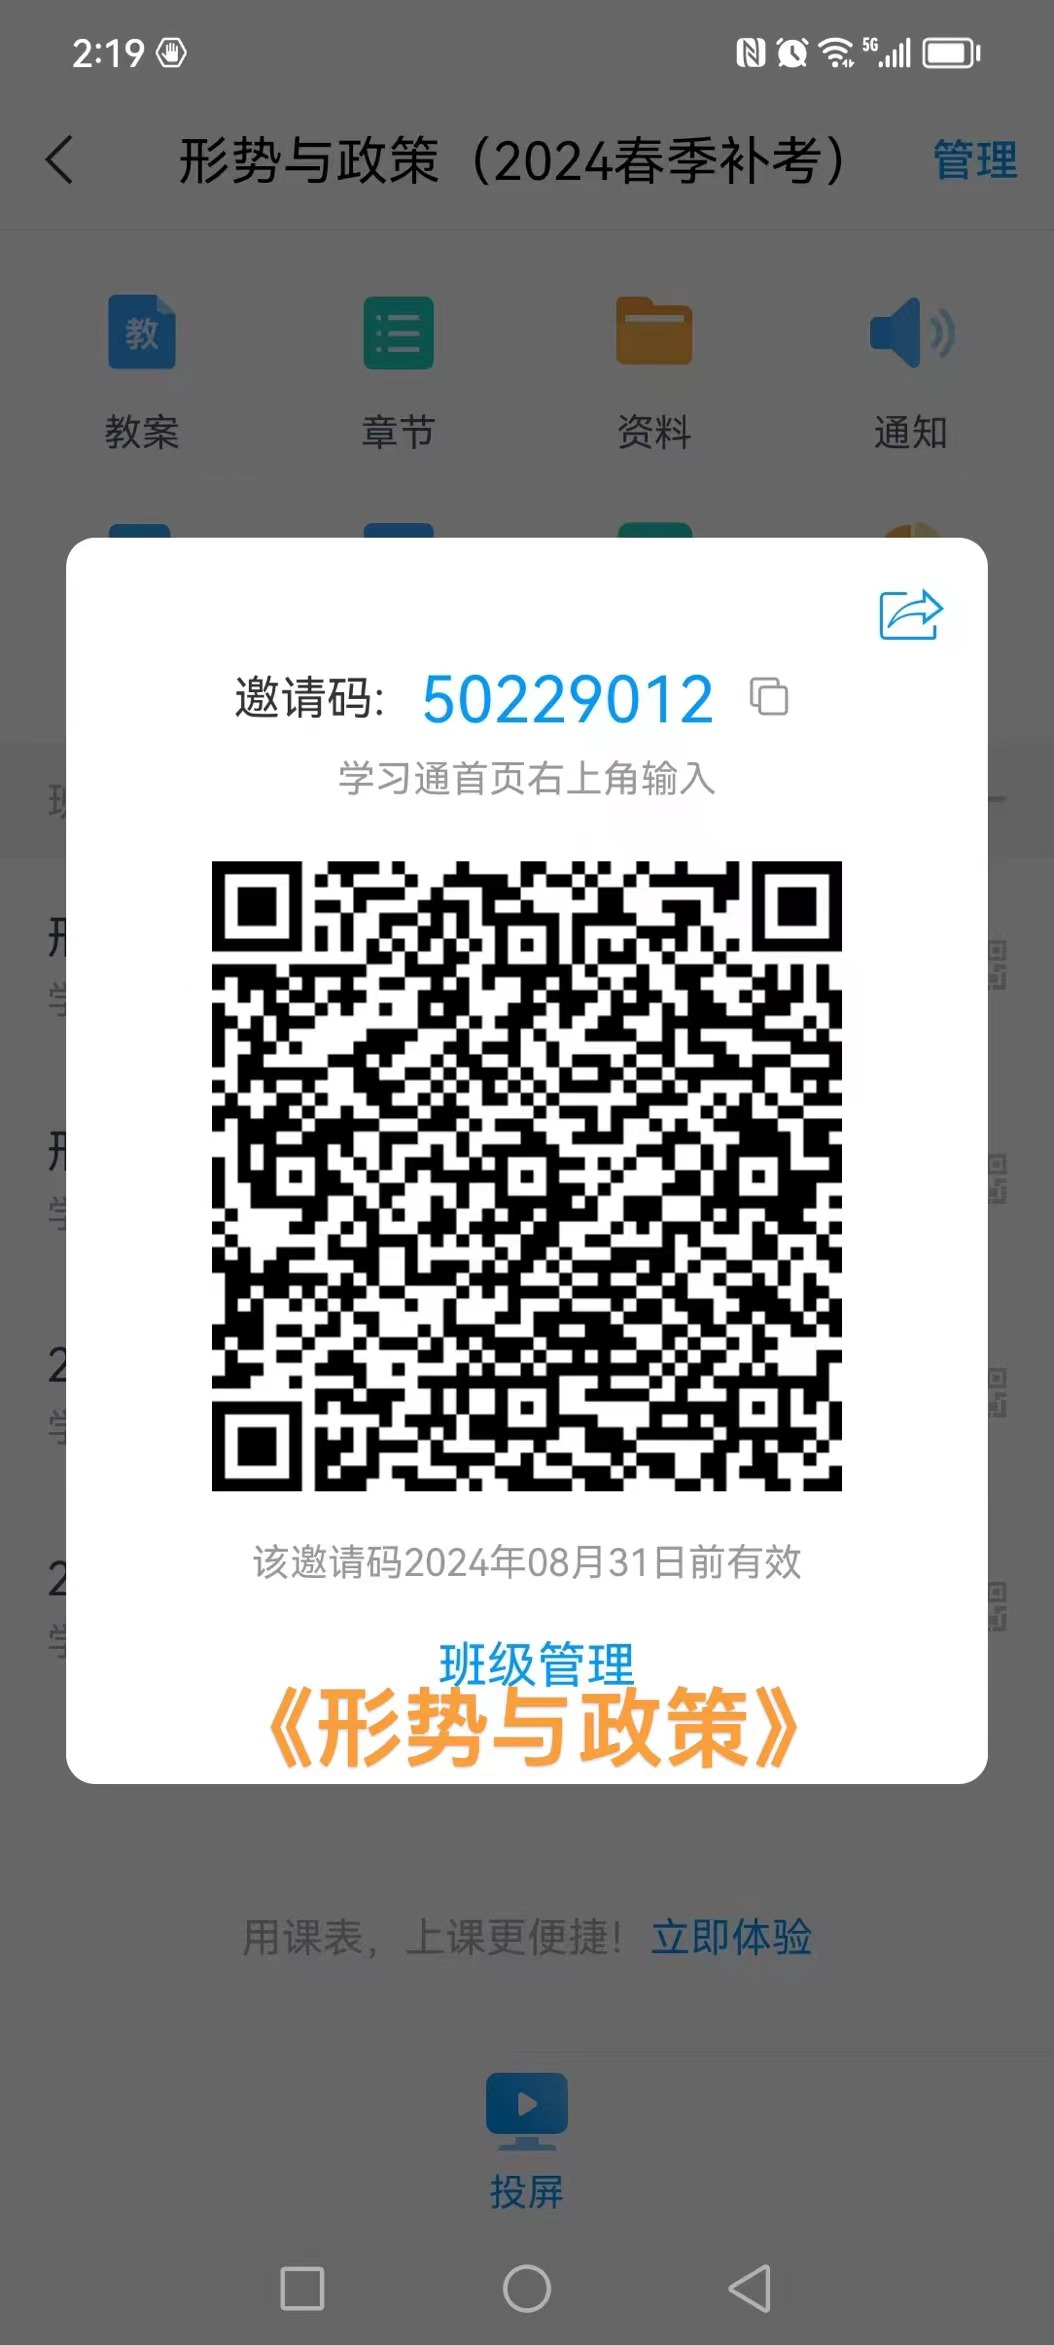 2:19
5G
形势与政策（2024春季补考）
管理
教
教案
章节
资料
通知
邀请码: 50229012
学习通首页右上角输入
2
2
该邀请码2024年08月31日前有效
班级管理
《形势与政策》
用课表，上课更便捷！ 立即体验
投屏